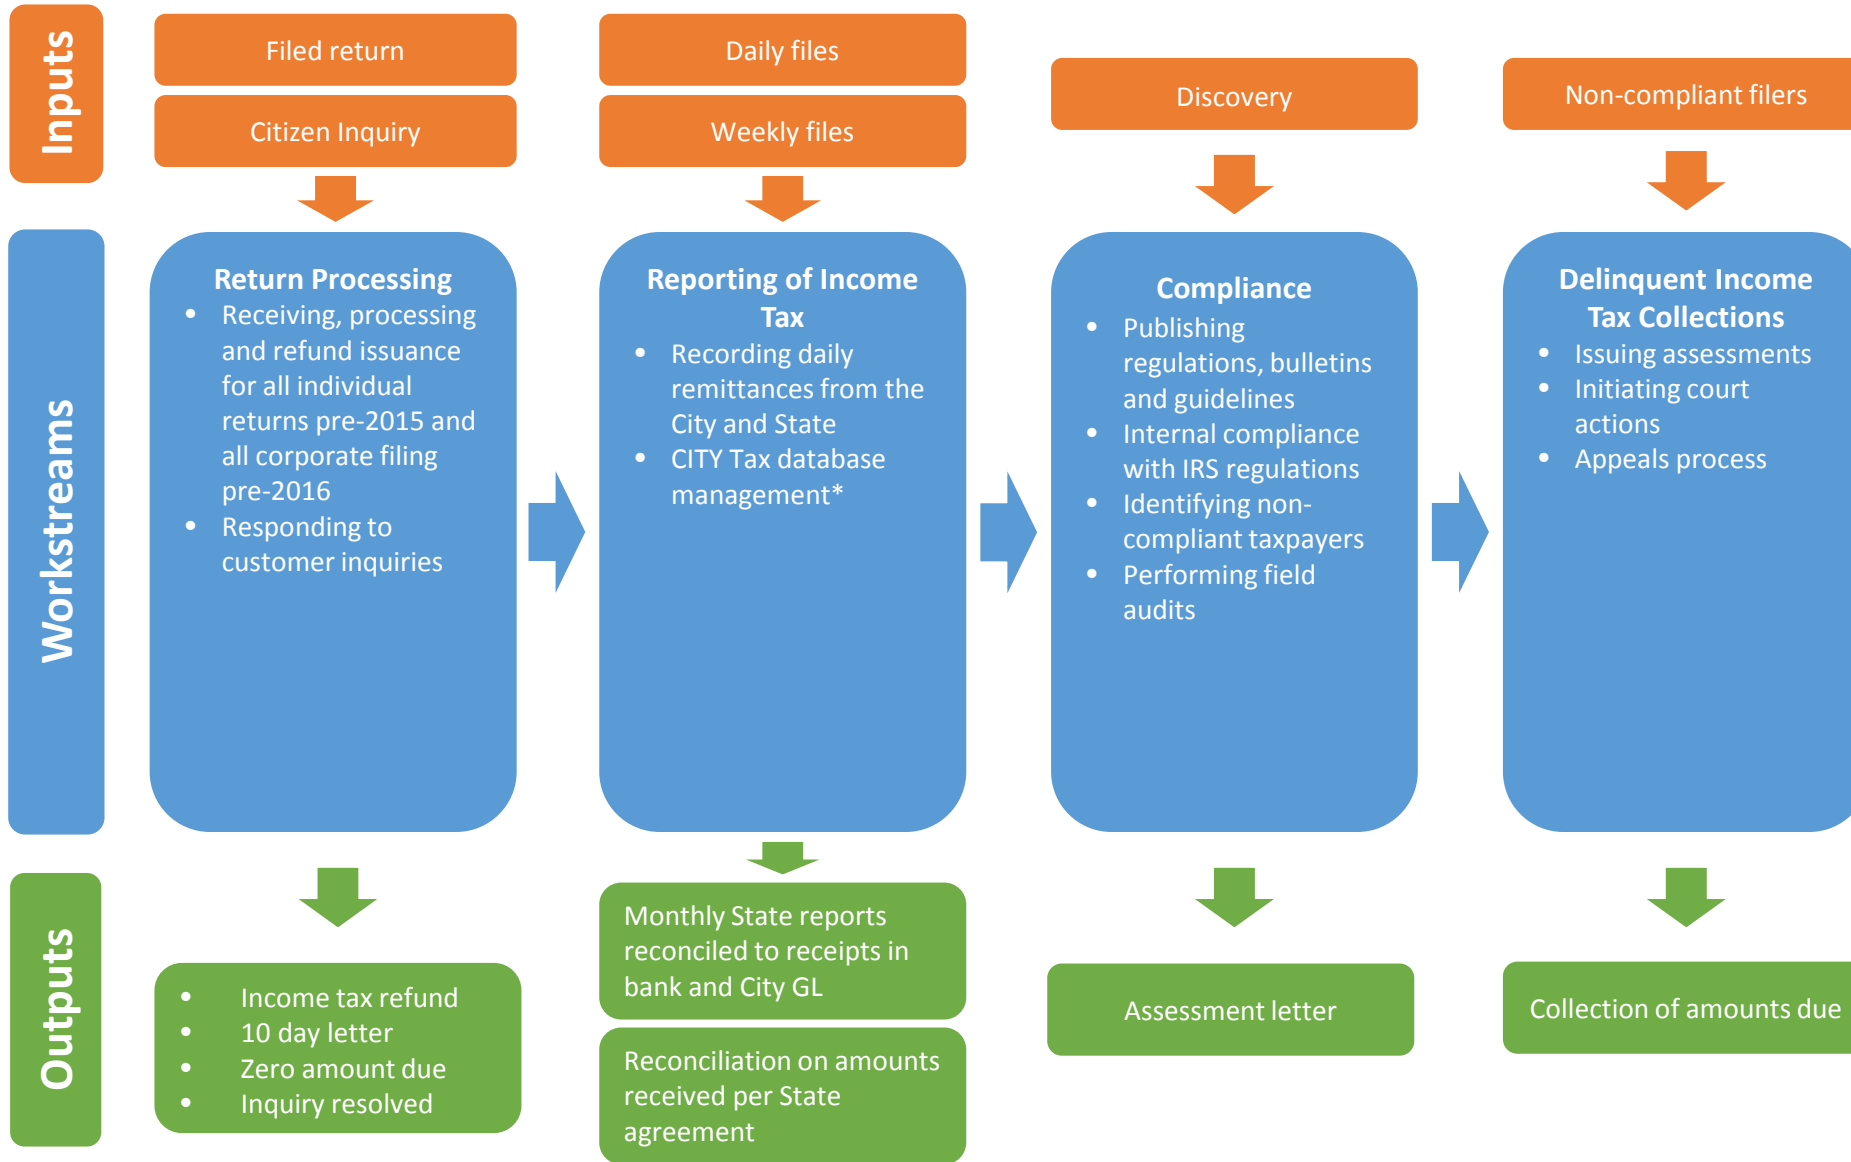 Inputs
Filed return
Citizen Inquiry
Daily files
Weekly files
Discovery
Non-compliant filers
Workstreams
Return Processing
• Receiving, processing
and refund issuance
for all individual
returns pre-2015 and
all corporate filing
pre-2016
• Responding to
customer inquiries
Reporting of Income
Tax
• Recording daily
remittances from the
City and State
• CITY Tax database
management*
Compliance
• Publishing
regulations, bulletins
and guidelines
• Internal compliance
with IRS regulations
• Identifying non-
compliant taxpayers
• Performing field
audits
Delinquent Income
Tax Collections
• Issuing assessments
• Initiating court
actions
• Appeals process
Outputs
• Income tax refund
• 10 day letter
• Zero amount due
• Inquiry resolved
Monthly State reports
reconciled to receipts in
bank and City GL
Reconciliation on amounts
received per State
agreement
Assessment letter
Collection of amounts due